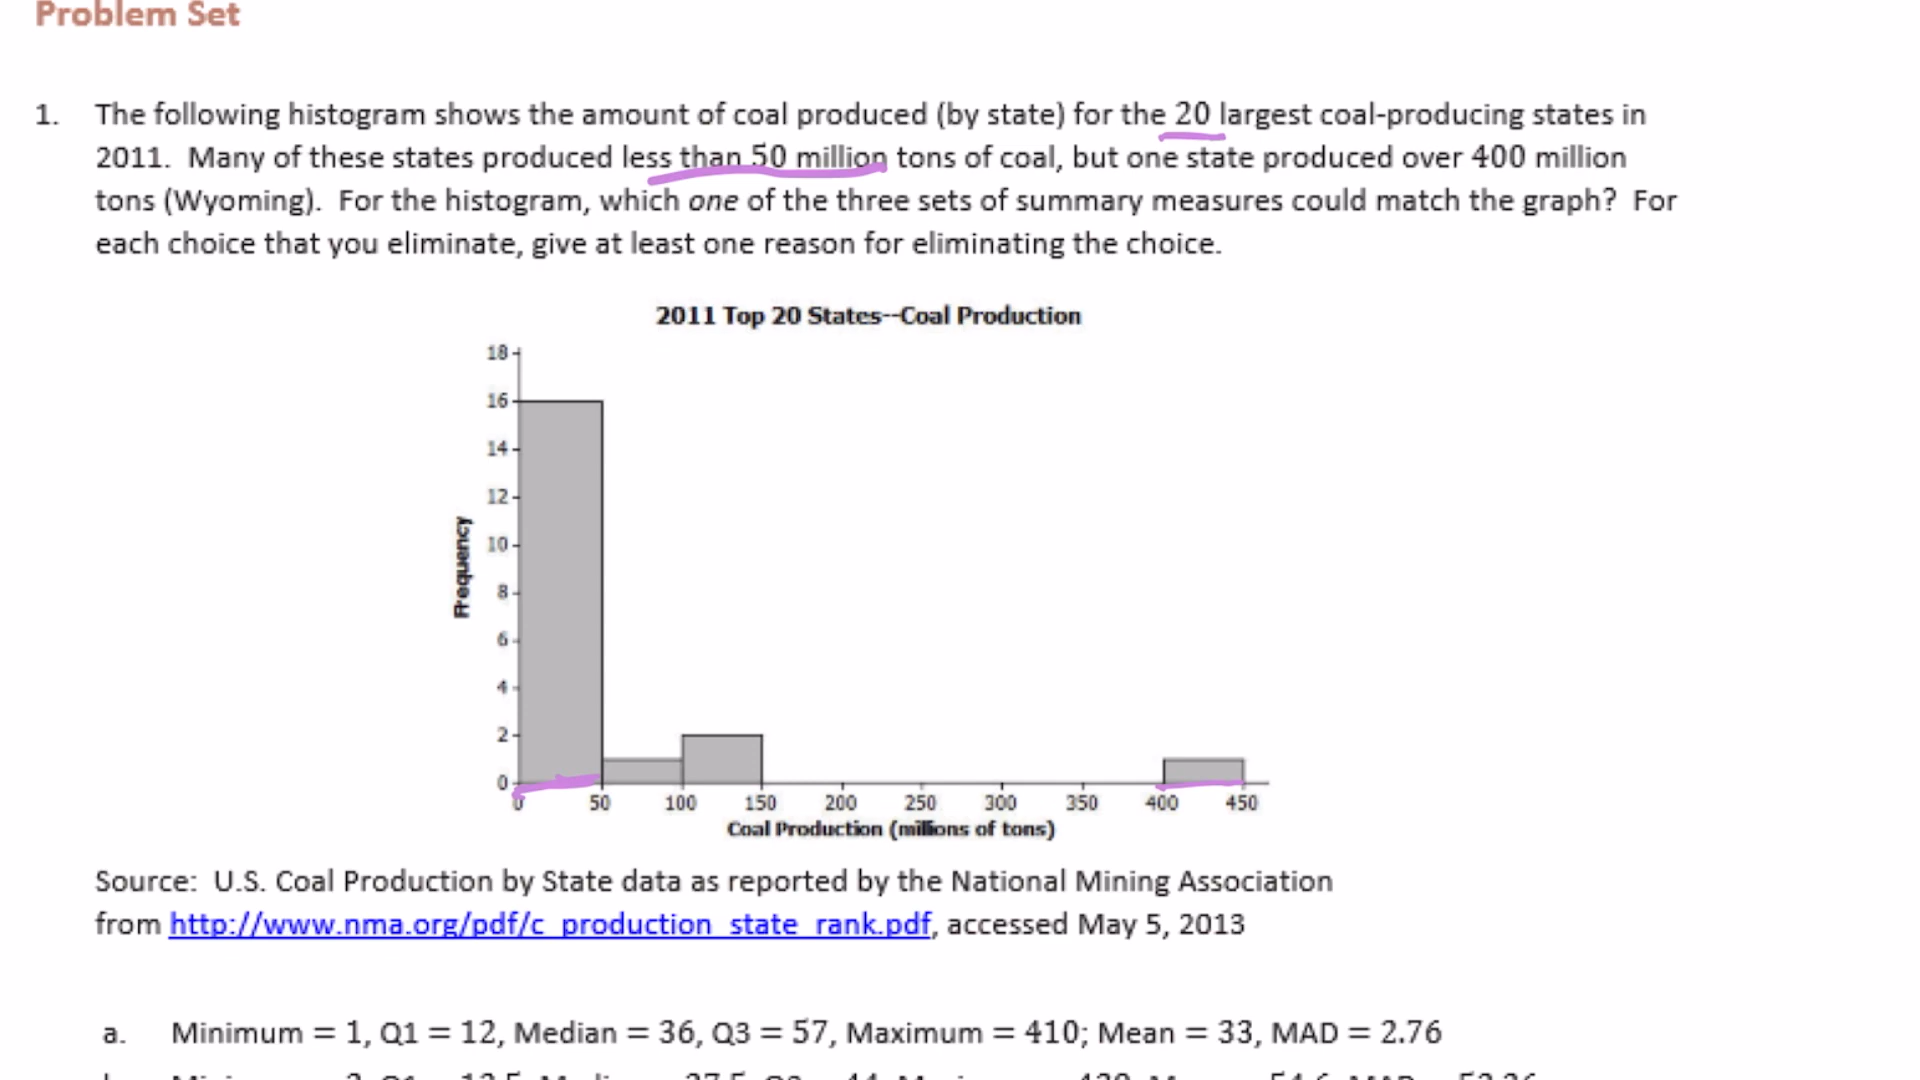 Problem Set
1. The following histogram shows the amount of coal produced (by state) for the 20 largest coal-producing states in
2011. Many of these states produced less than 50 million tons of coal, but one state produced over 400 million
tons (Wyoming). For the histogram, which one of the three sets of summary measures could match the graph? For
each choice that you eliminate, give at least one reason for eliminating the choice.
2011 Top 20 States--Coal Production
18
16
14
12
10
8
6
4
2
0
Frequency
0 50 100 150 200 250 300 350 400 450
Coal Production (millions of tons)
Source: U.S. Coal Production by State data as reported by the National Mining Association
from http://www.nma.org/pdf/c_production_state_rank.pdf, accessed May 5, 2013
a. Minimum = 1, Q1 = 12, Median = 36, Q3 = 57, Maximum = 410; Mean = 33, MAD = 2.76